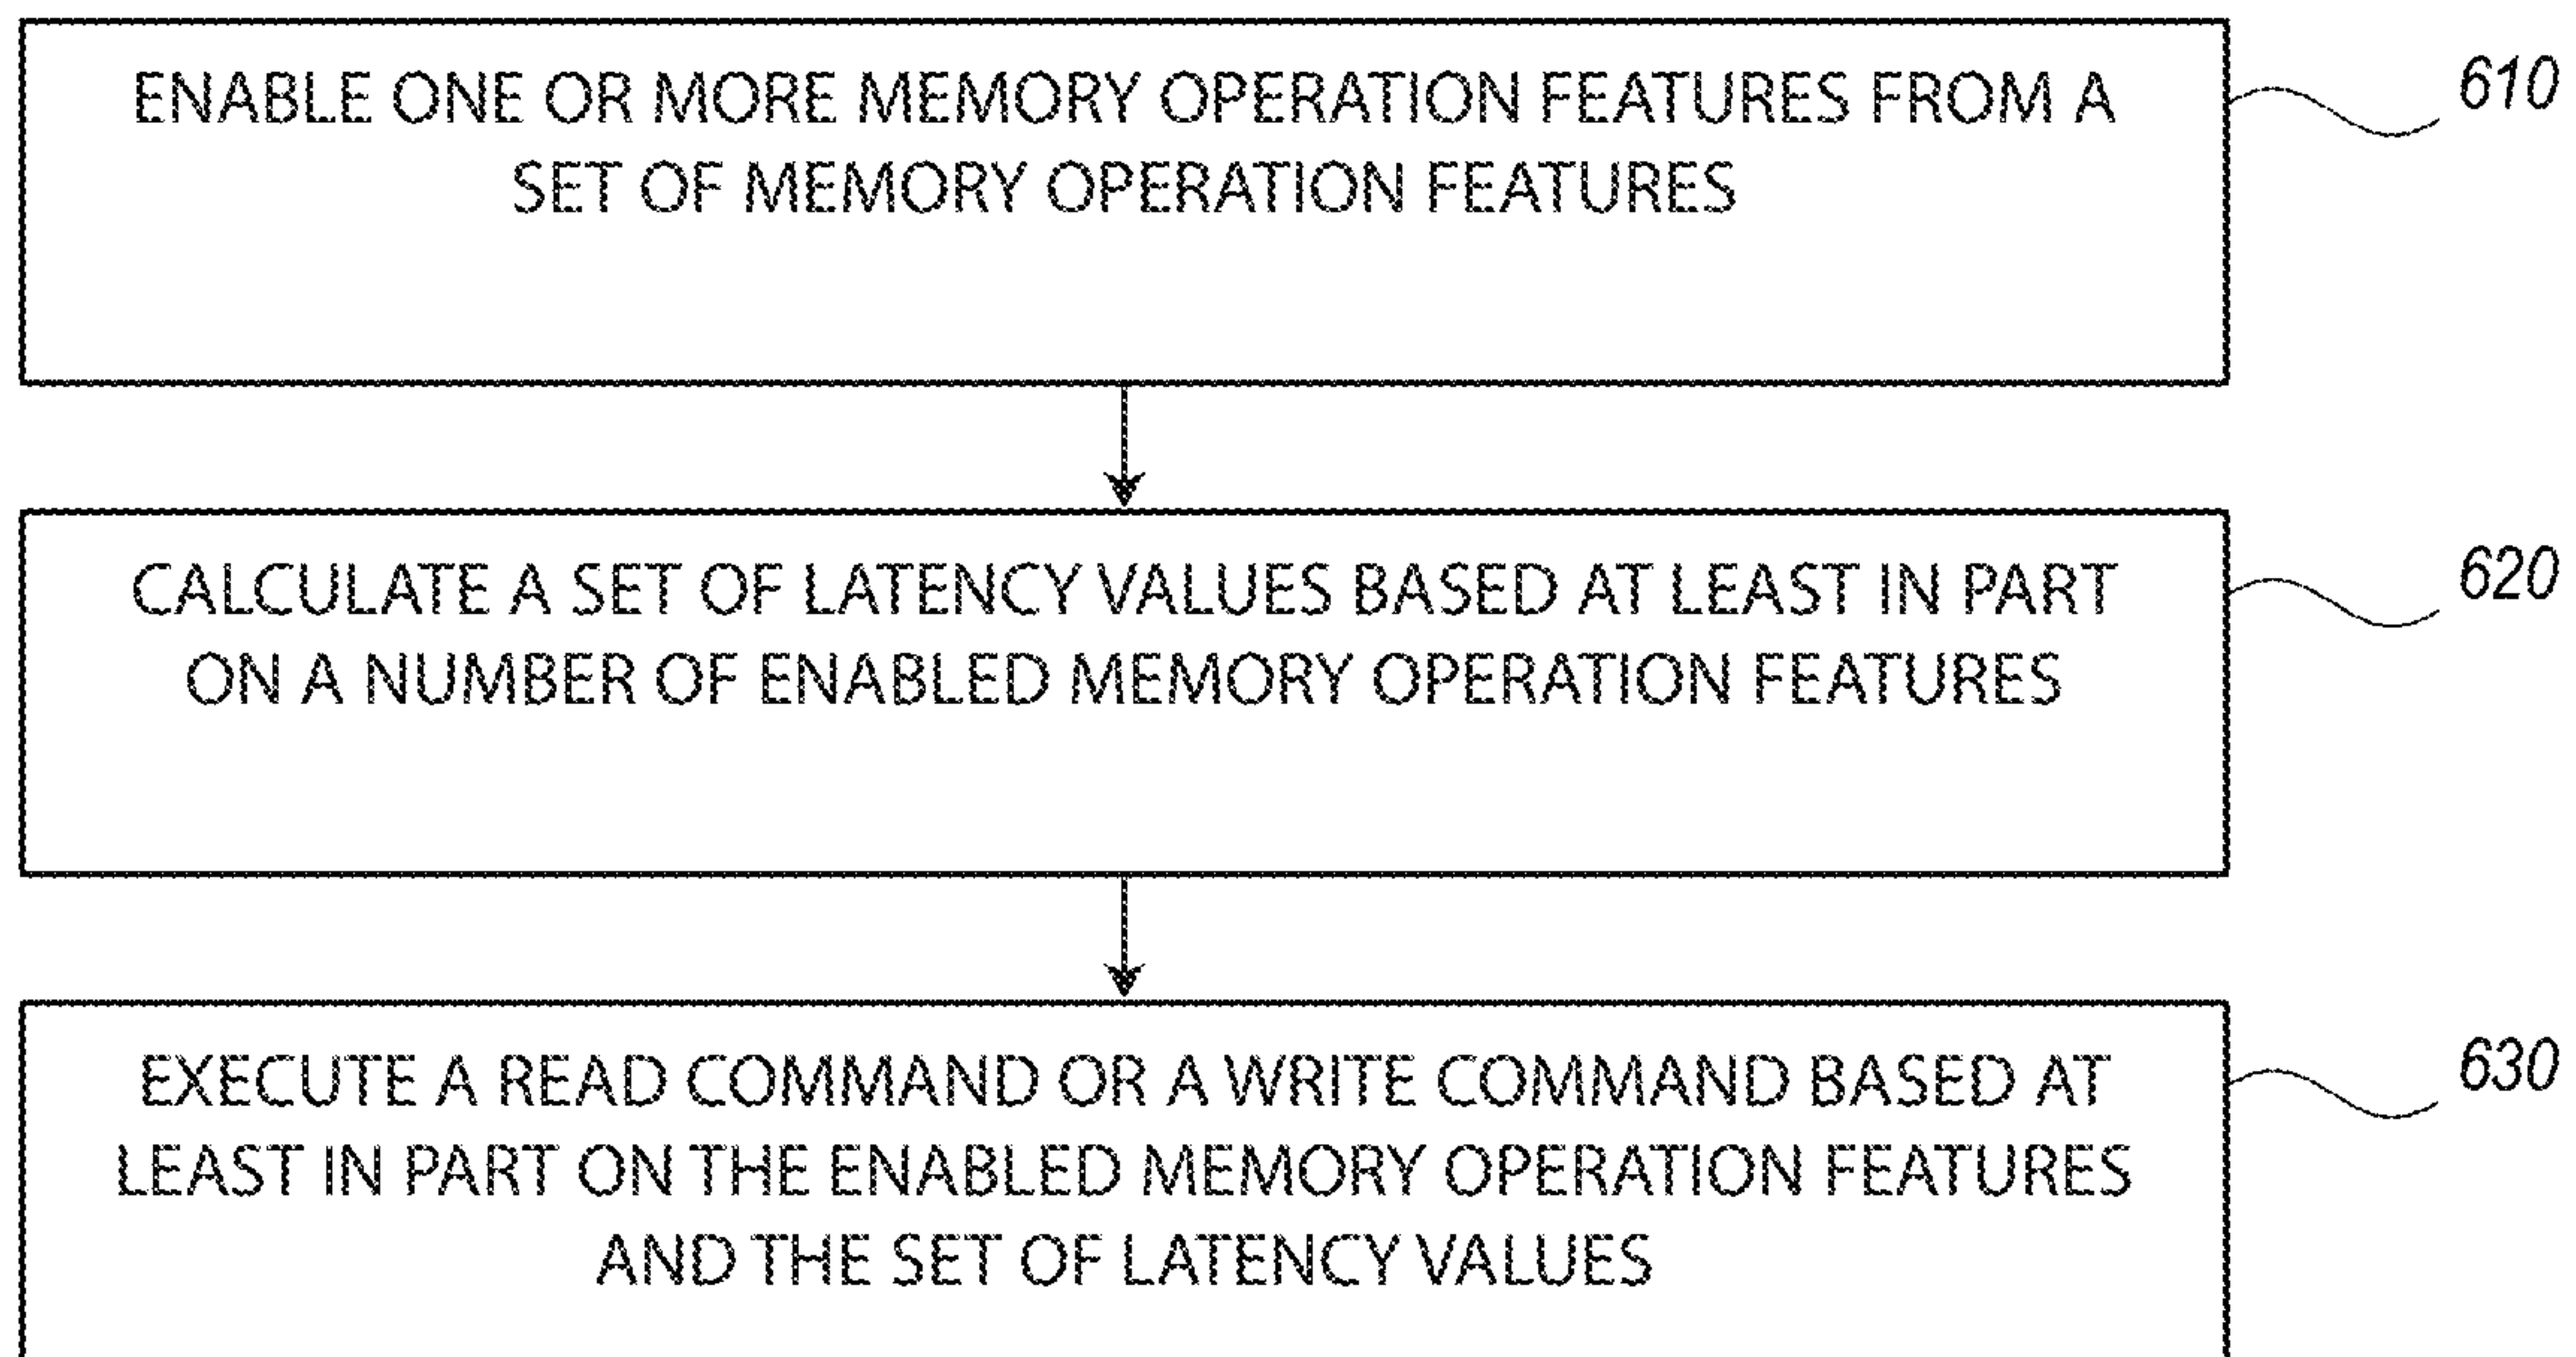 ENABLE ONE OR MORE MEMORY OPERATION FEATURES FROM A
SET OF MEMORY OPERATION FEATURES
610
CALCULATE A SET OF LATENCY VALUES BASED AT LEAST IN PART
ON A NUMBER OF ENABLED MEMORY OPERATION FEATURES
620
EXECUTE A READ COMMAND OR A WRITE COMMAND BASED AT
LEAST IN PART ON THE ENABLED MEMORY OPERATION FEATURES
AND THE SET OF LATENCY VALUES
630